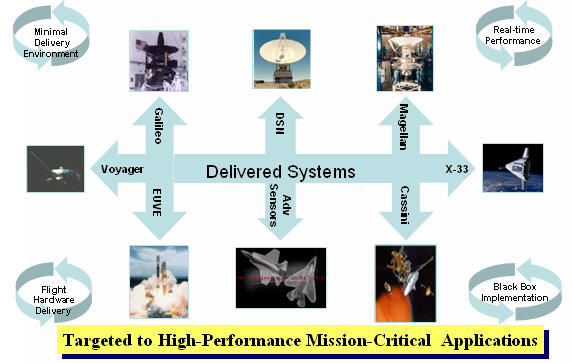 Minimal
Delivery
Environment
Real-time
Performance
Galileo
DSN
Magellan
Voyager
Delivered Systems
X-33
EUVE
Adv
Sensors
Cassini
Flight
Hardware
Delivery
Black Box
Implementation
Targeted to High-Performance Mission-Critical Applications